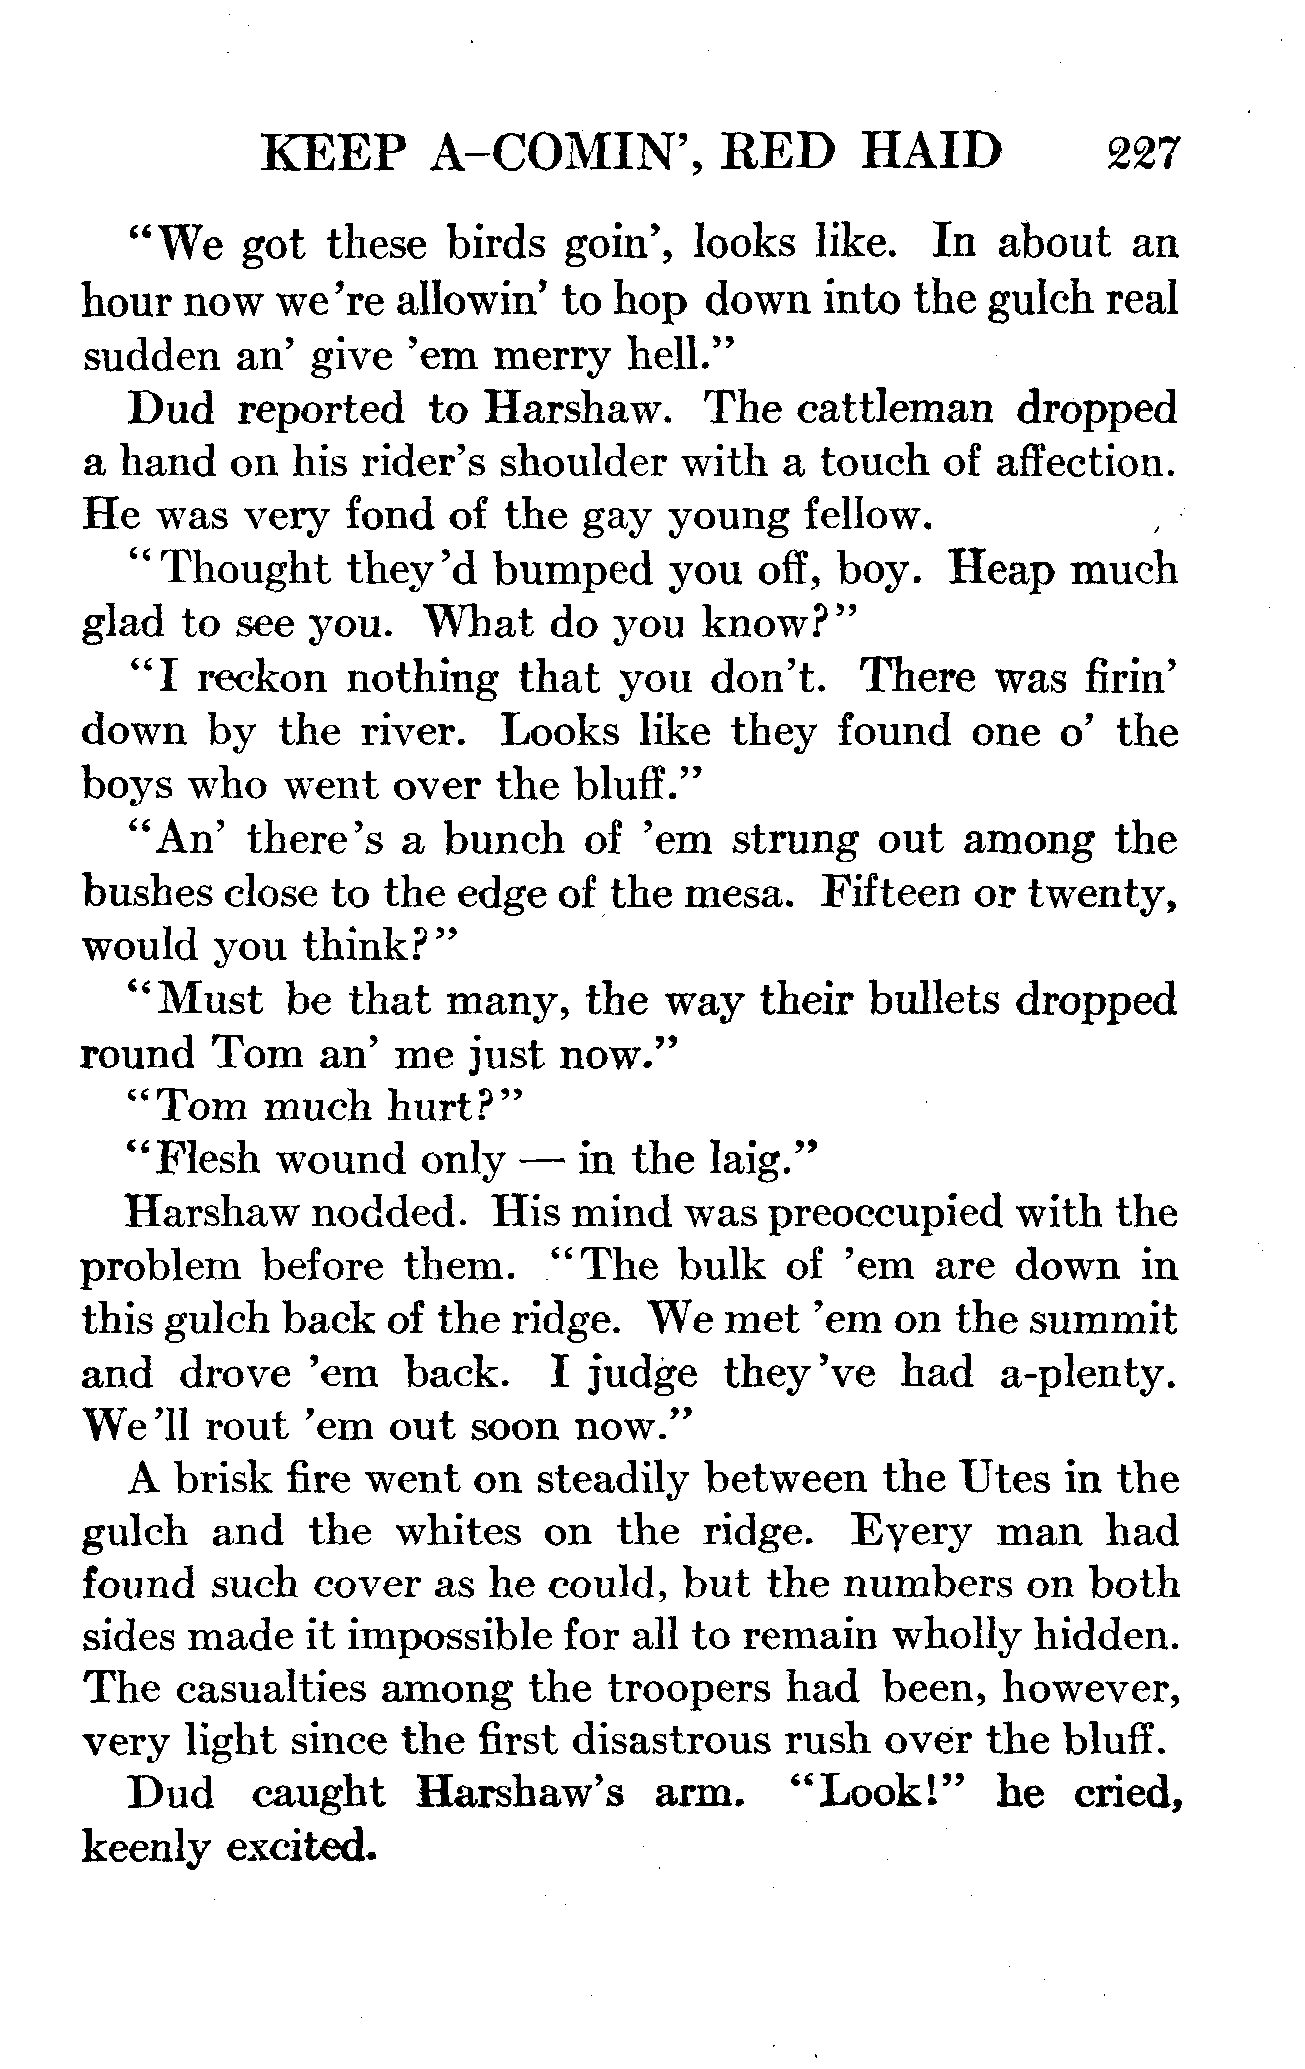 KEEP A-COMIN', RED HAID 227
"We got these birds goin', looks like. In about an
hour now we're allowin' to hop down into the gulch real
sudden an' give 'em merry hell."
Dud reported to Harshaw. The cattleman dropped
a hand on his rider's shoulder with a touch of affection.
He was very fond of the gay young fellow.
"Thought they'd bumped you off, boy. Heap much
glad to see you. What do you know?"
"I reckon nothing that you don't. There was firin'
down by the river. Looks like they found one o' the
boys who went over the bluff."
"An' there's a bunch of 'em strung out among the
bushes close to the edge of the mesa. Fifteen or twenty,
would you think?"
"Must be that many, the way their bullets dropped
round Tom an' me just now."
"Tom much hurt?"
"Flesh wound only — in the laig."
Harshaw nodded. His mind was preoccupied with the
problem before them. "The bulk of 'em are down in
this gulch back of the ridge. We met 'em on the summit
and drove 'em back. I judge they've had a-plenty.
We'll rout 'em out soon now."
A brisk fire went on steadily between the Utes in the
gulch and the whites on the ridge. Every man had
found such cover as he could, but the numbers on both
sides made it impossible for all to remain wholly hidden.
The casualties among the troopers had been, however,
very light since the first disastrous rush over the bluff.
Dud caught Harshaw's arm. "Look!" he cried,
keenly excited.